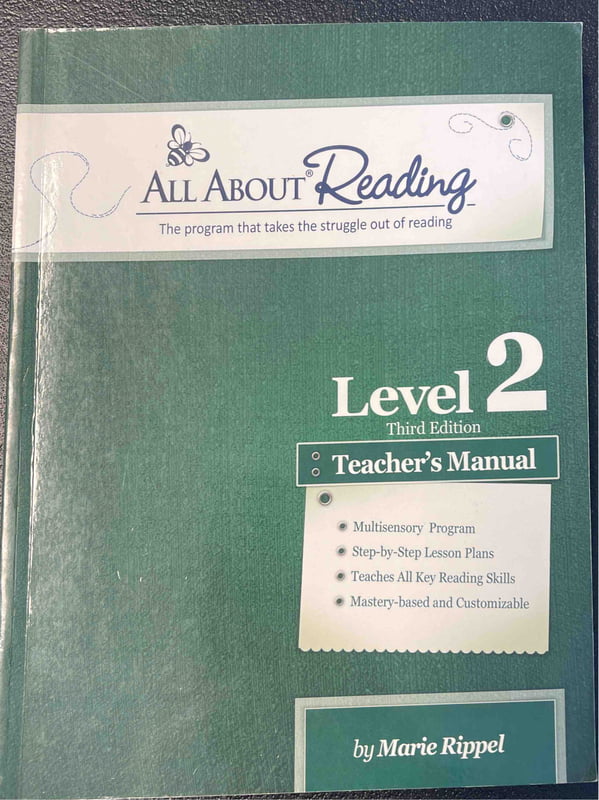 All About® Reading
The program that takes the struggle out of reading
Level 2
Third Edition
Teacher's Manual
Multisensory Program
Step-by-Step Lesson Plans
Teaches All Key Reading Skills
Mastery-based and Customizable
by Marie Rippel